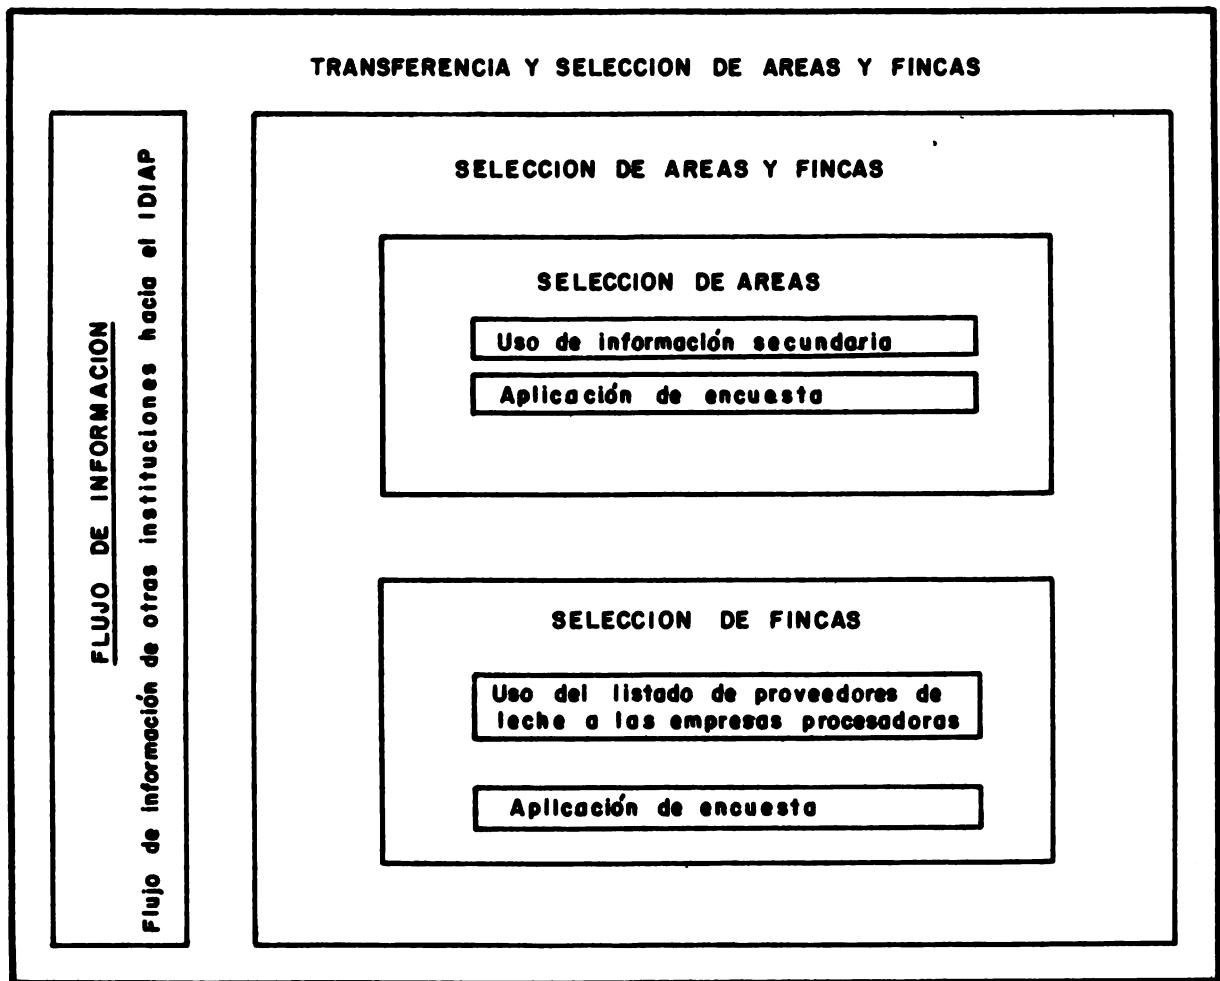 TRANSFERENCIA Y SELECCION DE AREAS Y FINCAS
FLUJO DE INFORMACION
Flujo de información de otras instituciones hacia el IDIAP
SELECCION DE AREAS Y FINCAS
SELECCION DE AREAS
Uso de información secundaria
Aplicación de encuesta
SELECCION DE FINCAS
Uso del listado de proveedores de
leche a las empresas procesadoras
Aplicación de encuesta